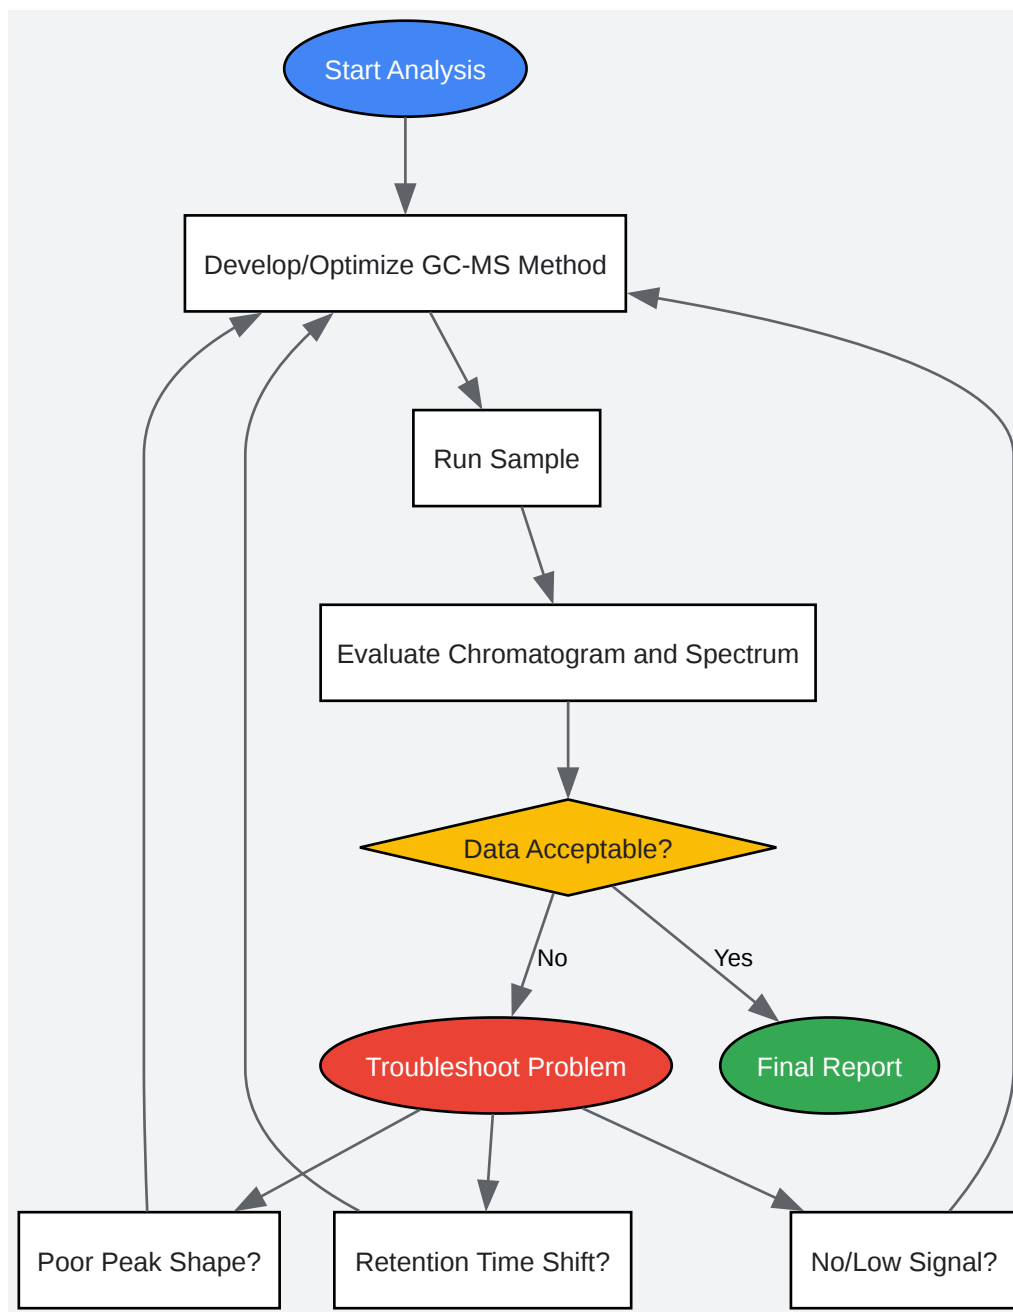 Start Analysis
Develop/Optimize GC-MS Method
Run Sample
Evaluate Chromatogram and Spectrum
Data Acceptable?
No
Yes
Troubleshoot Problem
Final Report
Poor Peak Shape?
Retention Time Shift?
No/Low Signal?